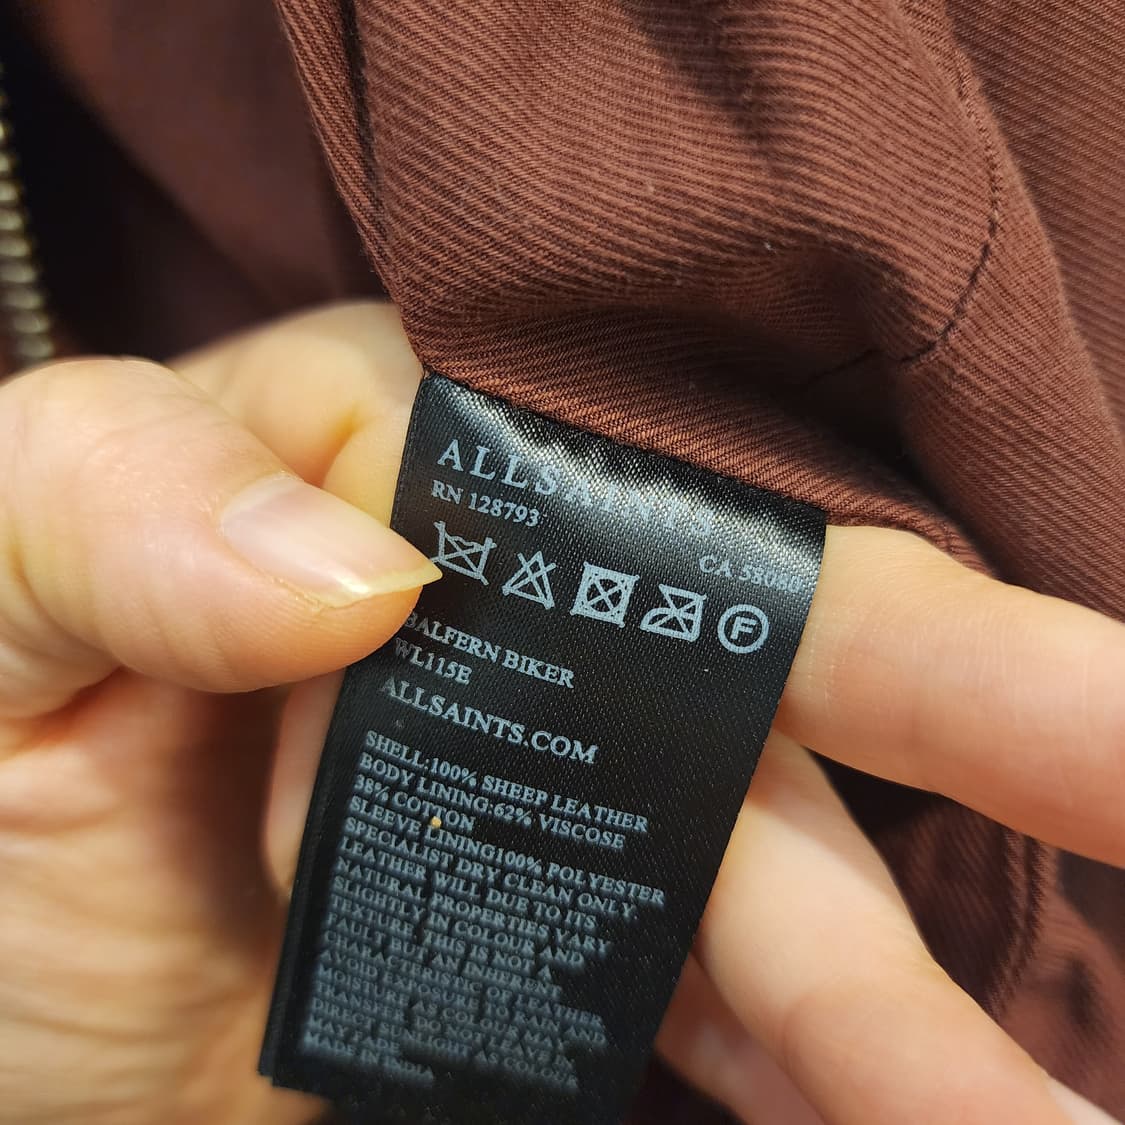 ALLSAINTS
RN 128793
CA 58080
F
BALFERN BIKER
WL115E
ALLSAINTS.COM
SHELL:100% SHEEP LEATHER
BODY LINING:62% VISCOSE
38% COTTON
SLEEVE LINING100% POLYESTER
SPECIALIST DRY CLEAN ONLY.
LEATHER WILL DUE TO ITS
NATURAL PROPERTIES VARY
SLIGHTLY IN COLOUR AND
TEXTURE THIS IS NOT A
FAULT BUT AN INHERENT
CHARACTERISTIC OF LEATHER
AVOID EXPOSURE TO RAIN AND
MOISTURE AS COLOUR MAY
TRANSFER DO NOT LEAVE IN
DIRECT SUNLIGHT AS COLOUR
MAY FADE
MADE IN INDIA